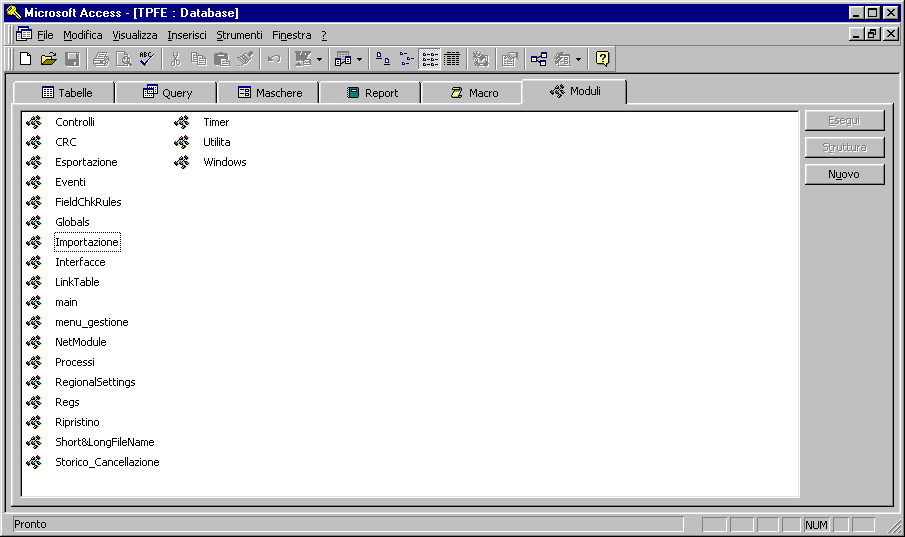 Microsoft Access - [TPFE : Database]
File Modifica Visualizza Inserisci Strumenti Finestra ?
ABC
Tabelle Query Maschere Report Macro Moduli
Controlli
CRC
Esportazione
Eventi
FieldChkRules
Globals
Importazione
Interfacce
LinkTable
main
menu_gestione
NetModule
Processi
RegionalSettings
Regs
Ripristino
Short&LongFileName
Storico_Cancellazione
Timer
Utilita
Windows
Esegui
Struttura
Nuovo
Pronto NUM